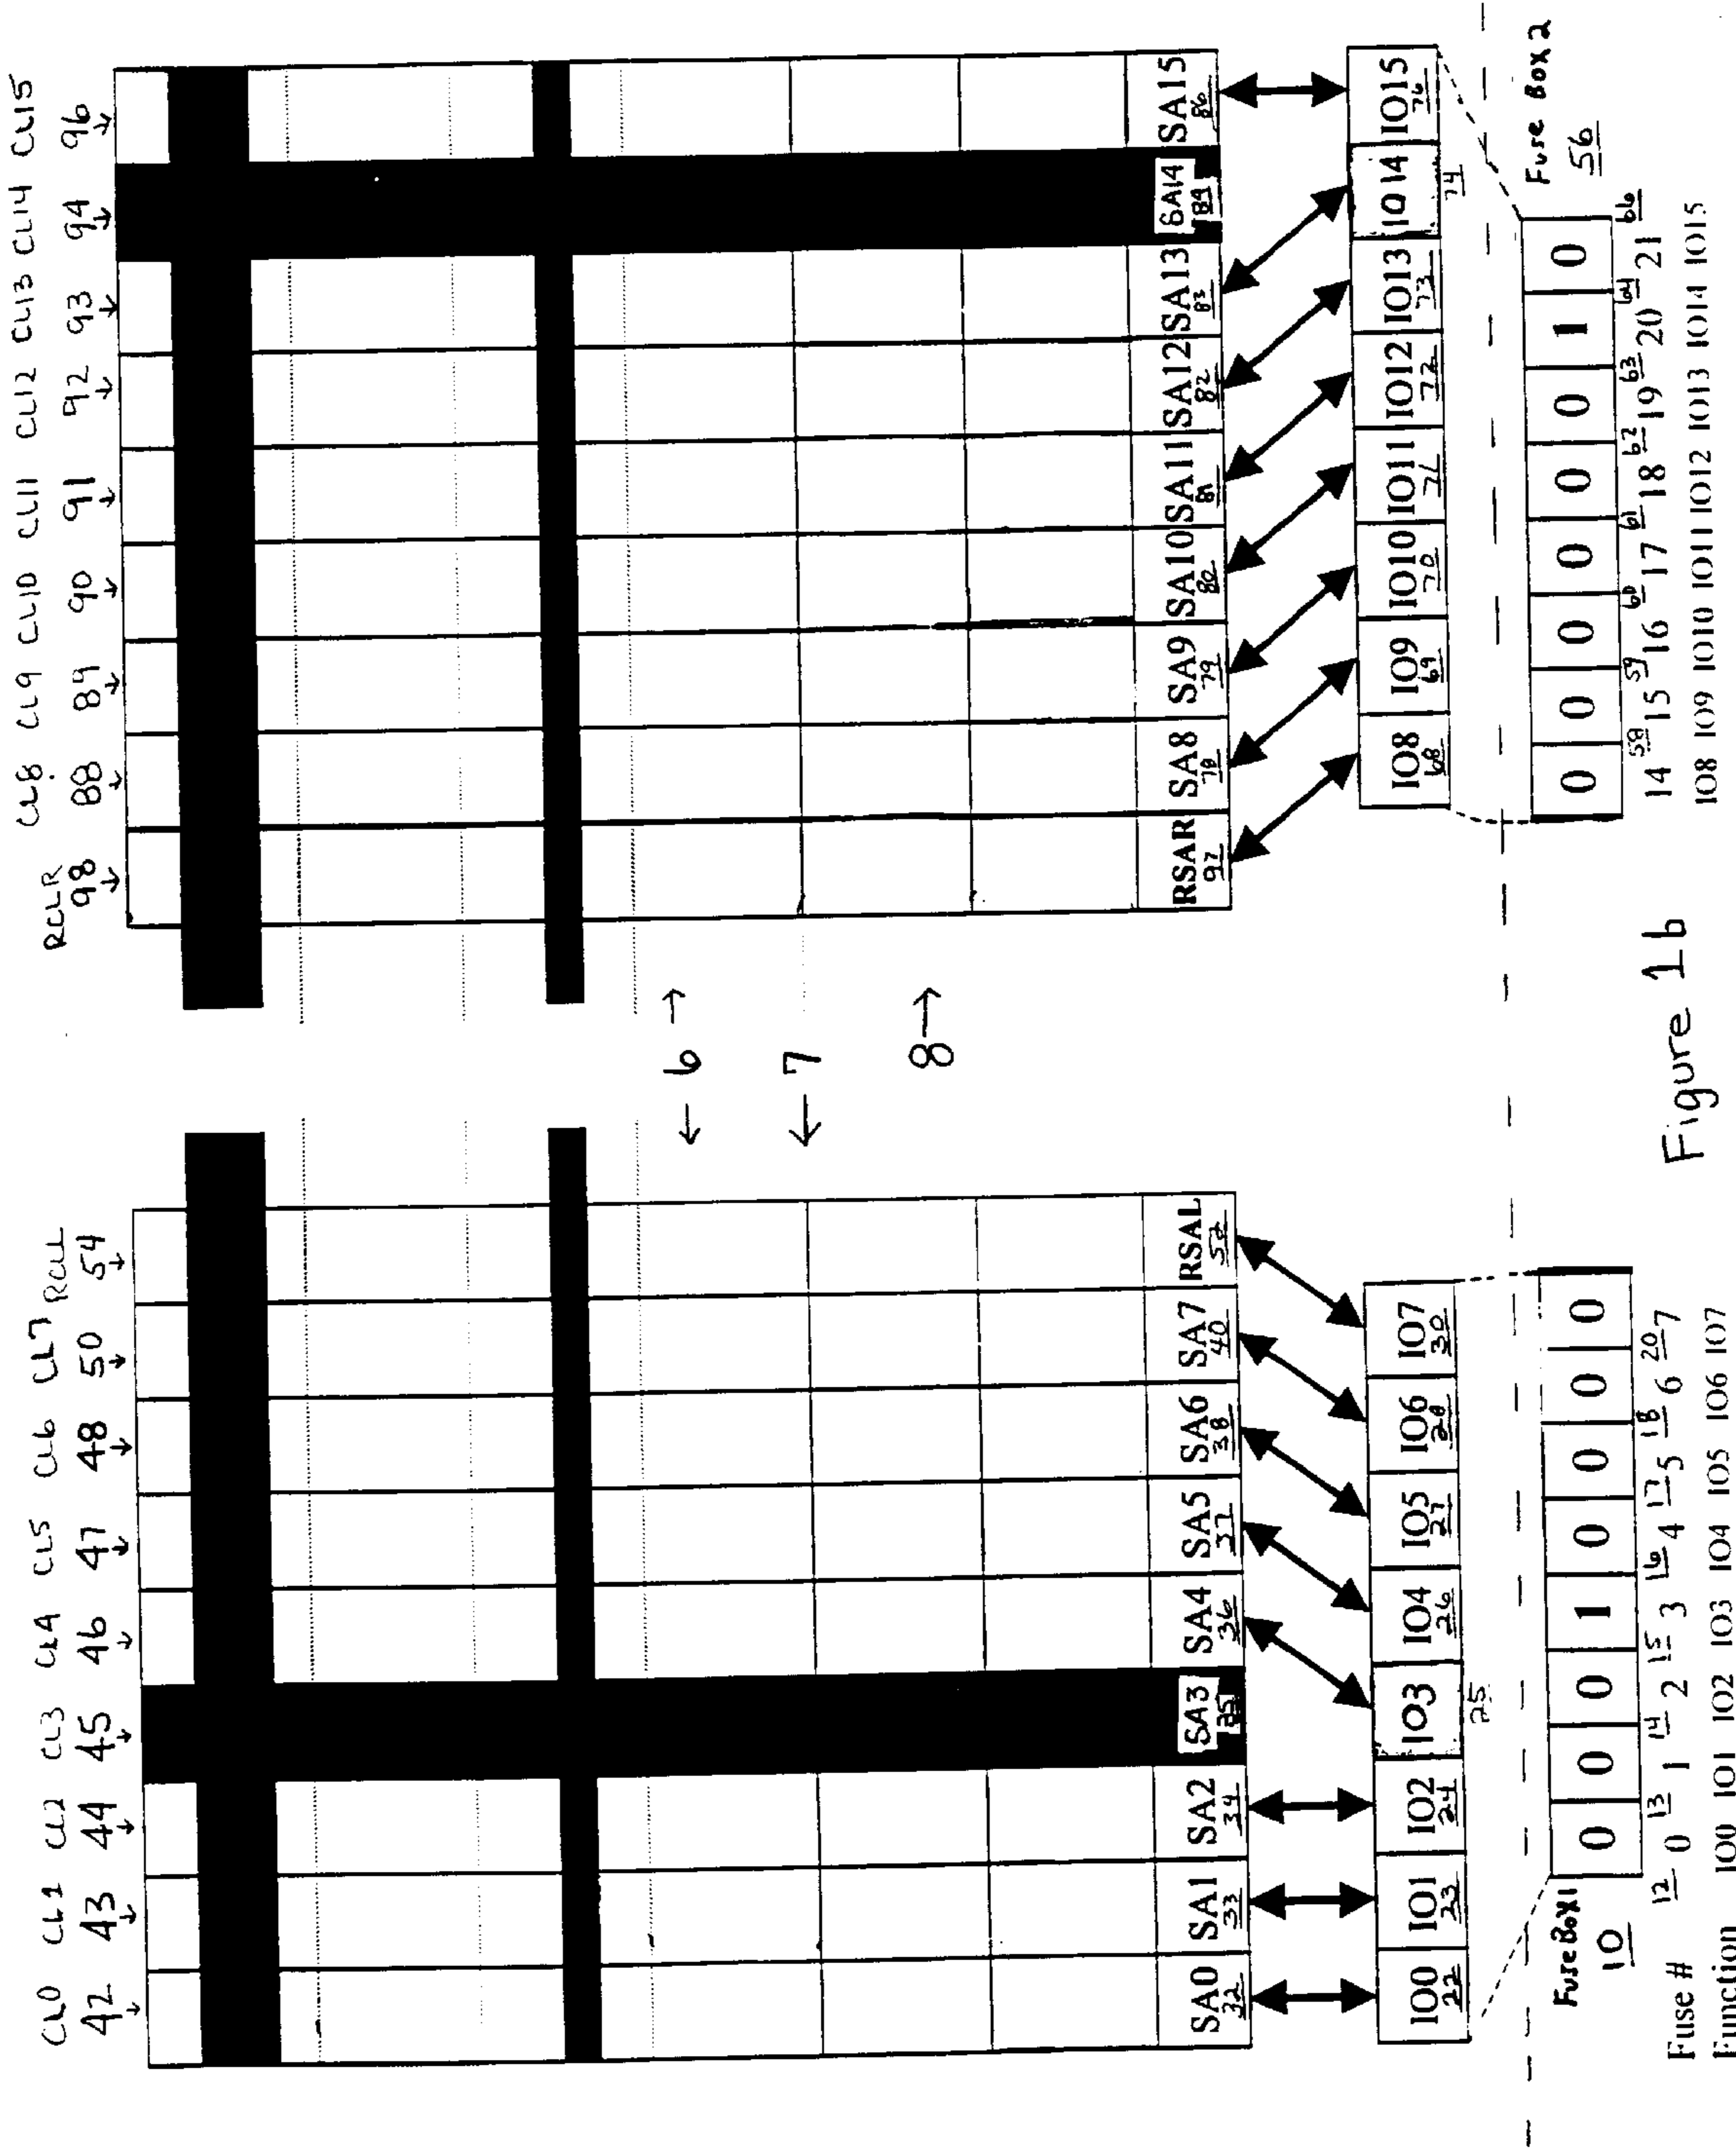 CL0 CL1 CL2 CL3 CL4 CL5 CL6 CL7 RCLL RCLR CL8 CL9 CL10 CL11 CL12 CL13 CL14 CL15
42 43 44 45 46 47 48 50 54 98 88 89 90 91 92 93 94 96
← 6 →
← 7
8 →
SA0 SA1 SA2 SA3 SA4 SA5 SA6 SA7 RSAL RSAR SA8 SA9 SA10 SA11 SA12 SA13 SA14 SA15
32 33 34 35 36 37 38 40 52 97 78 79 80 81 82 83 84 86
IO0 IO1 IO2 IO3 IO4 IO5 IO6 IO7 IO8 IO9 IO10 IO11 IO12 IO13 IO14 IO15
22 23 24 25 26 27 28 30 68 69 70 71 72 73 74 76
Fuse Box1 Fuse Box 2
10 56
0 0 0 1 0 0 0 0 0 0 0 0 0 0 1 0
Fuse # 12 0 13 1 14 2 15 3 16 4 17 5 18 6 20 7 14 58 15 59 16 60 17 61 18 62 19 63 20 64 21 66
Function IO0 IO1 IO2 IO3 IO4 IO5 IO6 IO7 IO8 IO9 IO10 IO11 IO12 IO13 IO14 IO15
Figure 1b